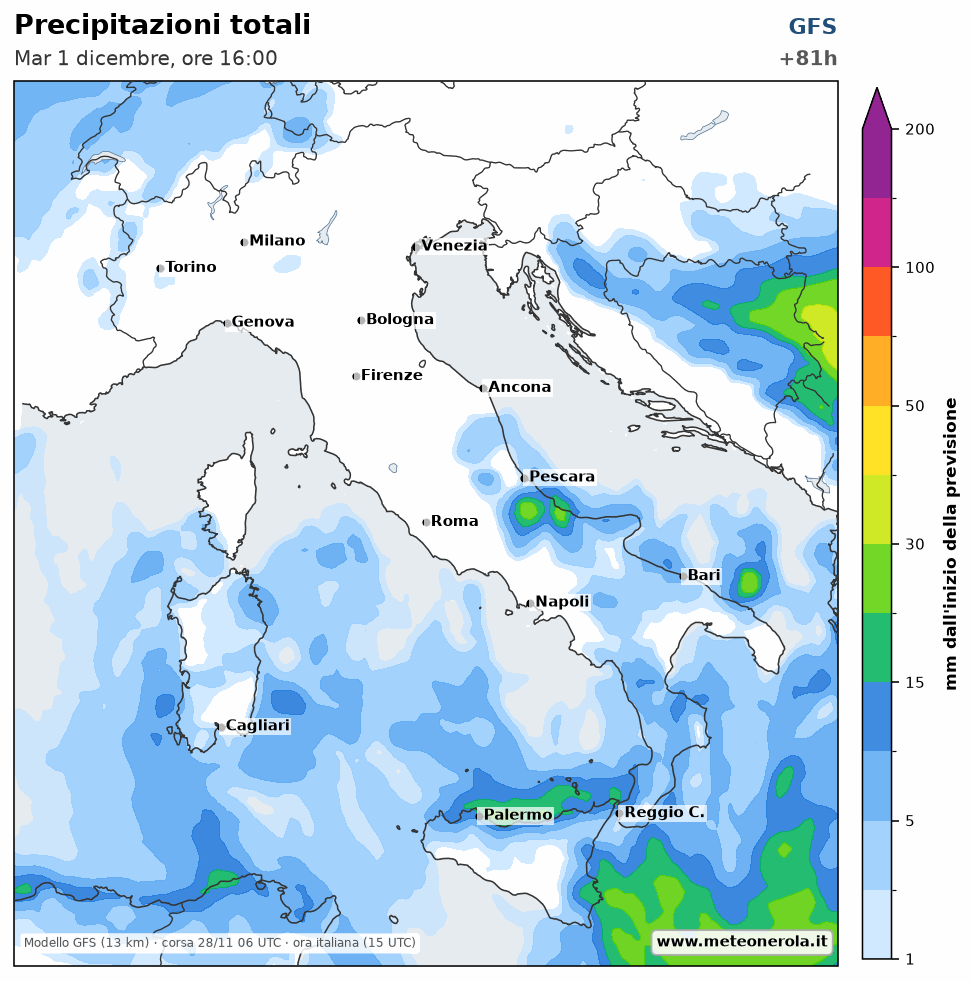 Precipitazioni totali
GFS
Mar 1 dicembre, ore 16:00
+81h
200
100
50
30
15
5
1
mm dall'inizio della previsione
Milano
Venezia
Torino
Genova
Bologna
Firenze
Ancona
Pescara
Roma
Bari
Napoli
Cagliari
Palermo
Reggio C.
Modello GFS (13 km) · corsa 28/11 06 UTC · ora italiana (15 UTC)
www.meteonerola.it